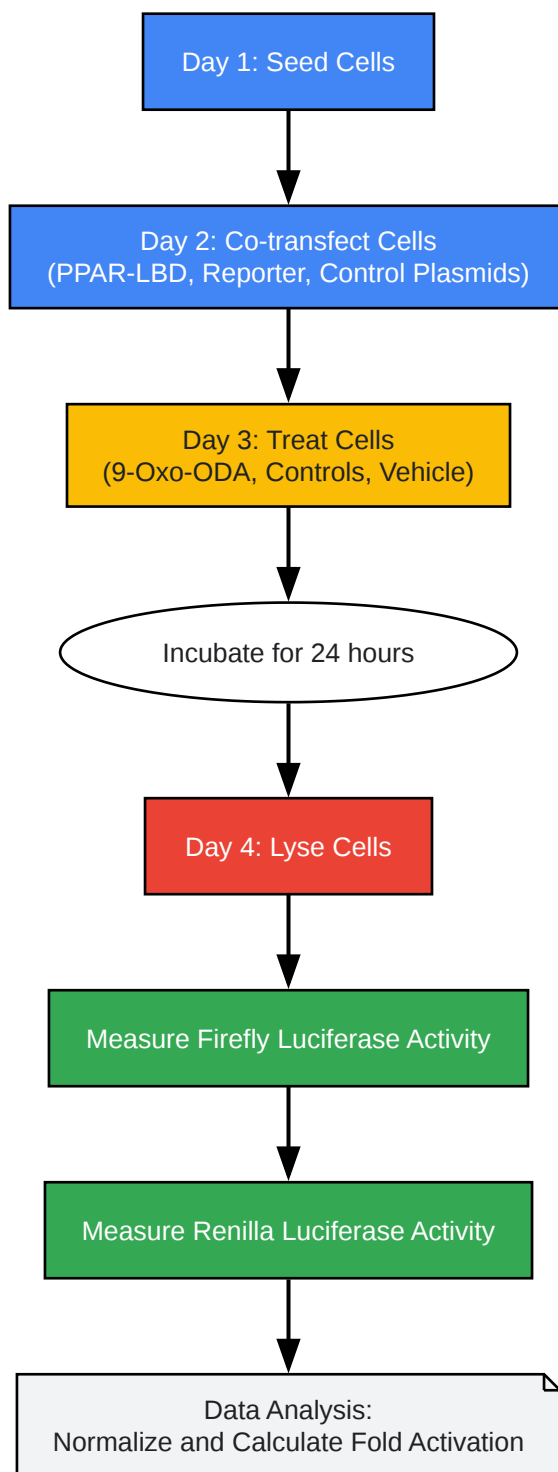 Day 1: Seed Cells
Day 2: Co-transfect Cells
(PPAR-LBD, Reporter, Control Plasmids)
Day 3: Treat Cells
(9-Oxo-ODA, Controls, Vehicle)
Incubate for 24 hours
Day 4: Lyse Cells
Measure Firefly Luciferase Activity
Measure Renilla Luciferase Activity
Data Analysis:
Normalize and Calculate Fold Activation